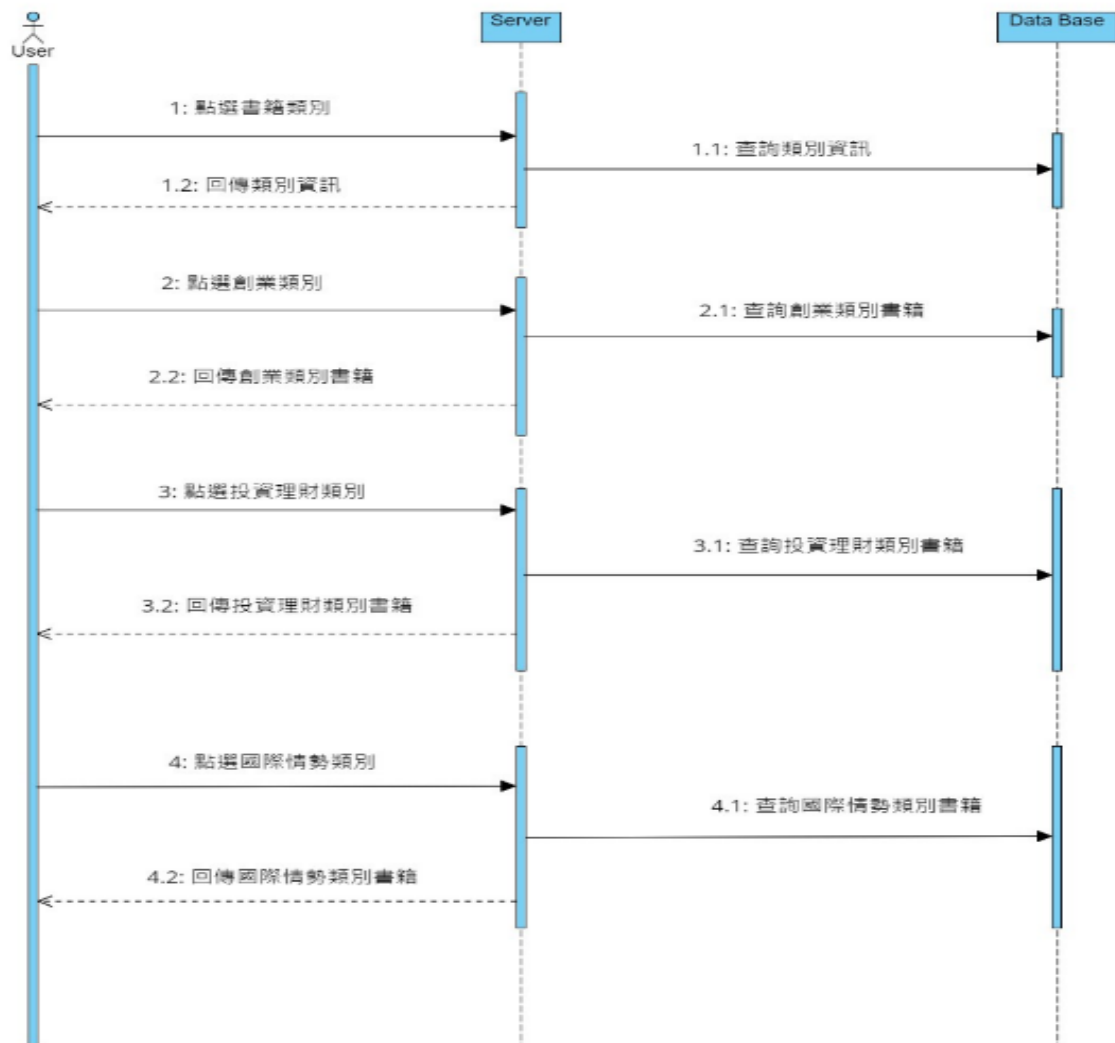 User
Server
Data Base
1: 點選書籍類別
1.1: 查詢類別資訊
1.2: 回傳類別資訊
2: 點選創業類別
2.1: 查詢創業類別書籍
2.2: 回傳創業類別書籍
3: 點選投資理財類別
3.1: 查詢投資理財類別書籍
3.2: 回傳投資理財類別書籍
4: 點選國際情勢類別
4.1: 查詢國際情勢類別書籍
4.2: 回傳國際情勢類別書籍